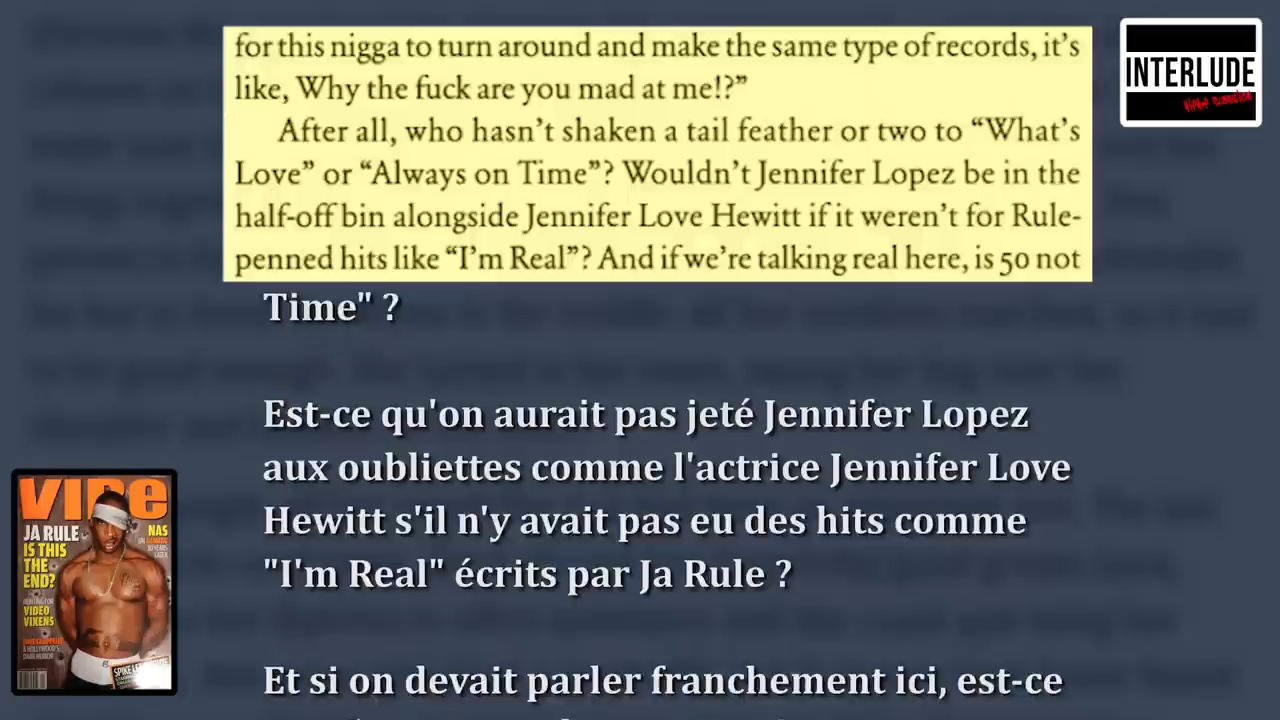 for this nigga to turn around and make the same type of records, it’s
like, Why the fuck are you mad at me!?”
After all, who hasn’t shaken a tail feather or two to “What’s
Love” or “Always on Time”? Wouldn’t Jennifer Lopez be in the
half-off bin alongside Jennifer Love Hewitt if it weren’t for Rule-
penned hits like “I’m Real”? And if we’re talking real here, is 50 not
INTERLUDE
Time" ?
Est-ce qu'on aurait pas jeté Jennifer Lopez
aux oubliettes comme l'actrice Jennifer Love
Hewitt s'il n'y avait pas eu des hits comme
"I'm Real" écrits par Ja Rule ?
Et si on devait parler franchement ici, est-ce
VIBE
JA RULE
IS THIS
THE
END?
NAS
VIDEO
VIXENS